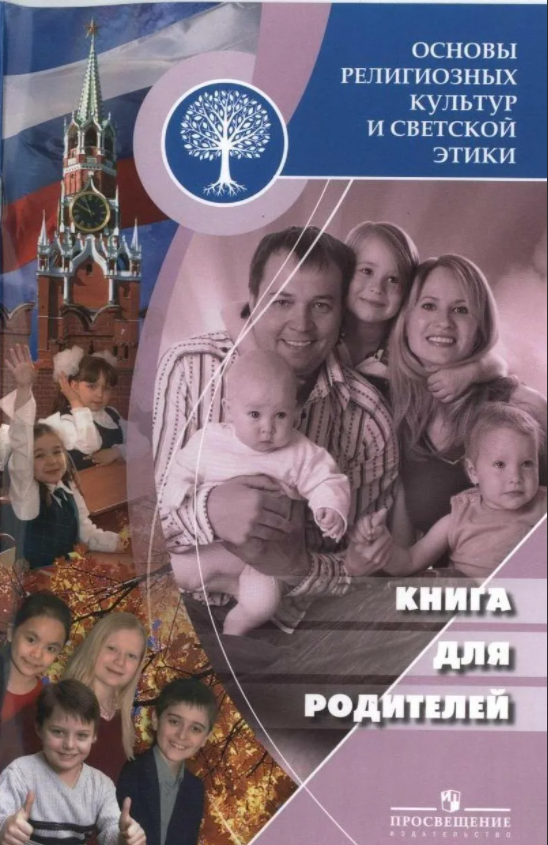 ОСНОВЫ
РЕЛИГИОЗНЫХ
КУЛЬТУР
И СВЕТСКОЙ
ЭТИКИ
КНИГА
ДЛЯ
РОДИТЕЛЕЙ
ПРОСВЕЩЕНИЕ
ИЗДАТЕЛЬСТВО